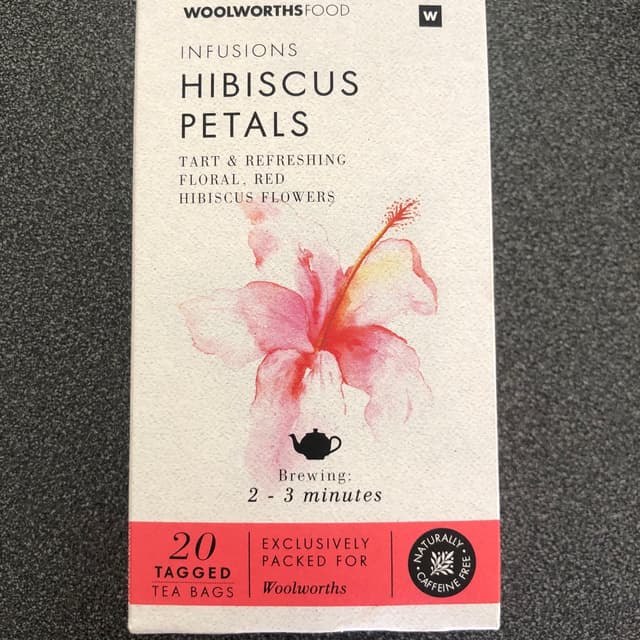 WOOLWORTHSFOOD
W
INFUSIONS
HIBISCUS
PETALS
TART & REFRESHING
FLORAL, RED
HIBISCUS FLOWERS
Brewing:
2 - 3 minutes
20
TAGGED
TEA BAGS
EXCLUSIVELY
PACKED FOR
Woolworths
NATURALLY
CAFFEINE FREE